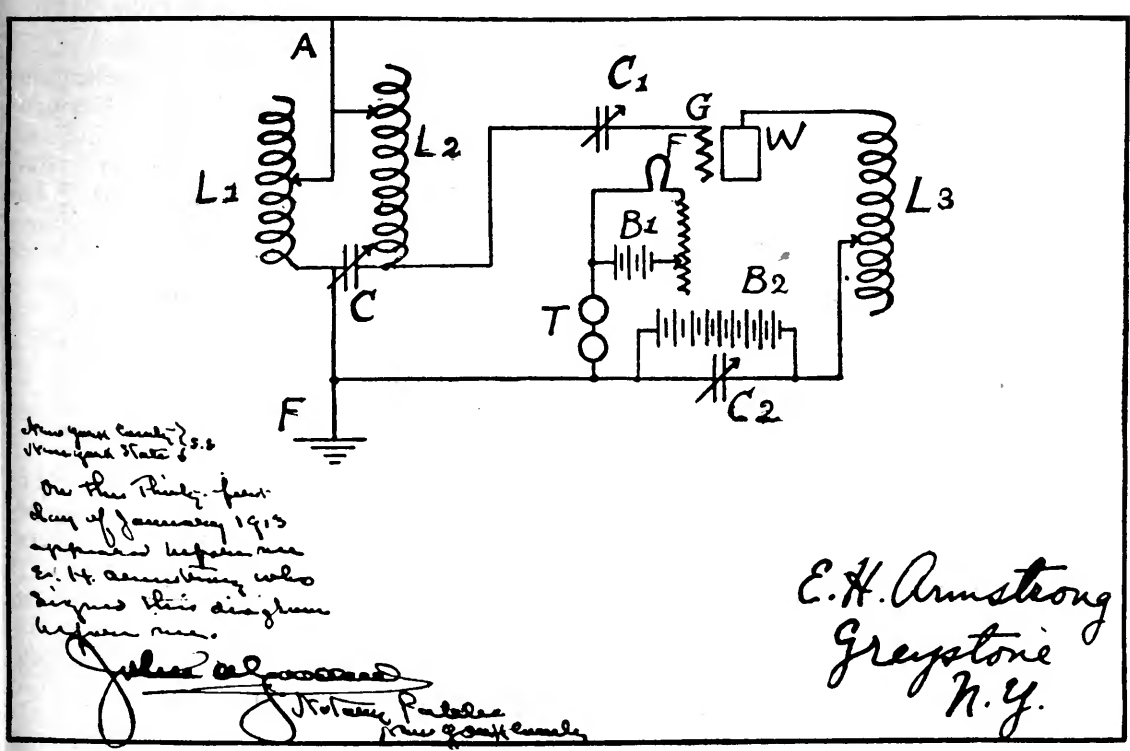 A
C1
G
F
W
L2
L1
L3
B1
B2
C
T
C2
F
New York County } s.s
New York State
On this Thirty-first
day of January 1913
appeared before me
E. H. Armstrong who
signed this diagram
before me.
Notary Public
New York County
E. H. Armstrong
Greystone
N.Y.